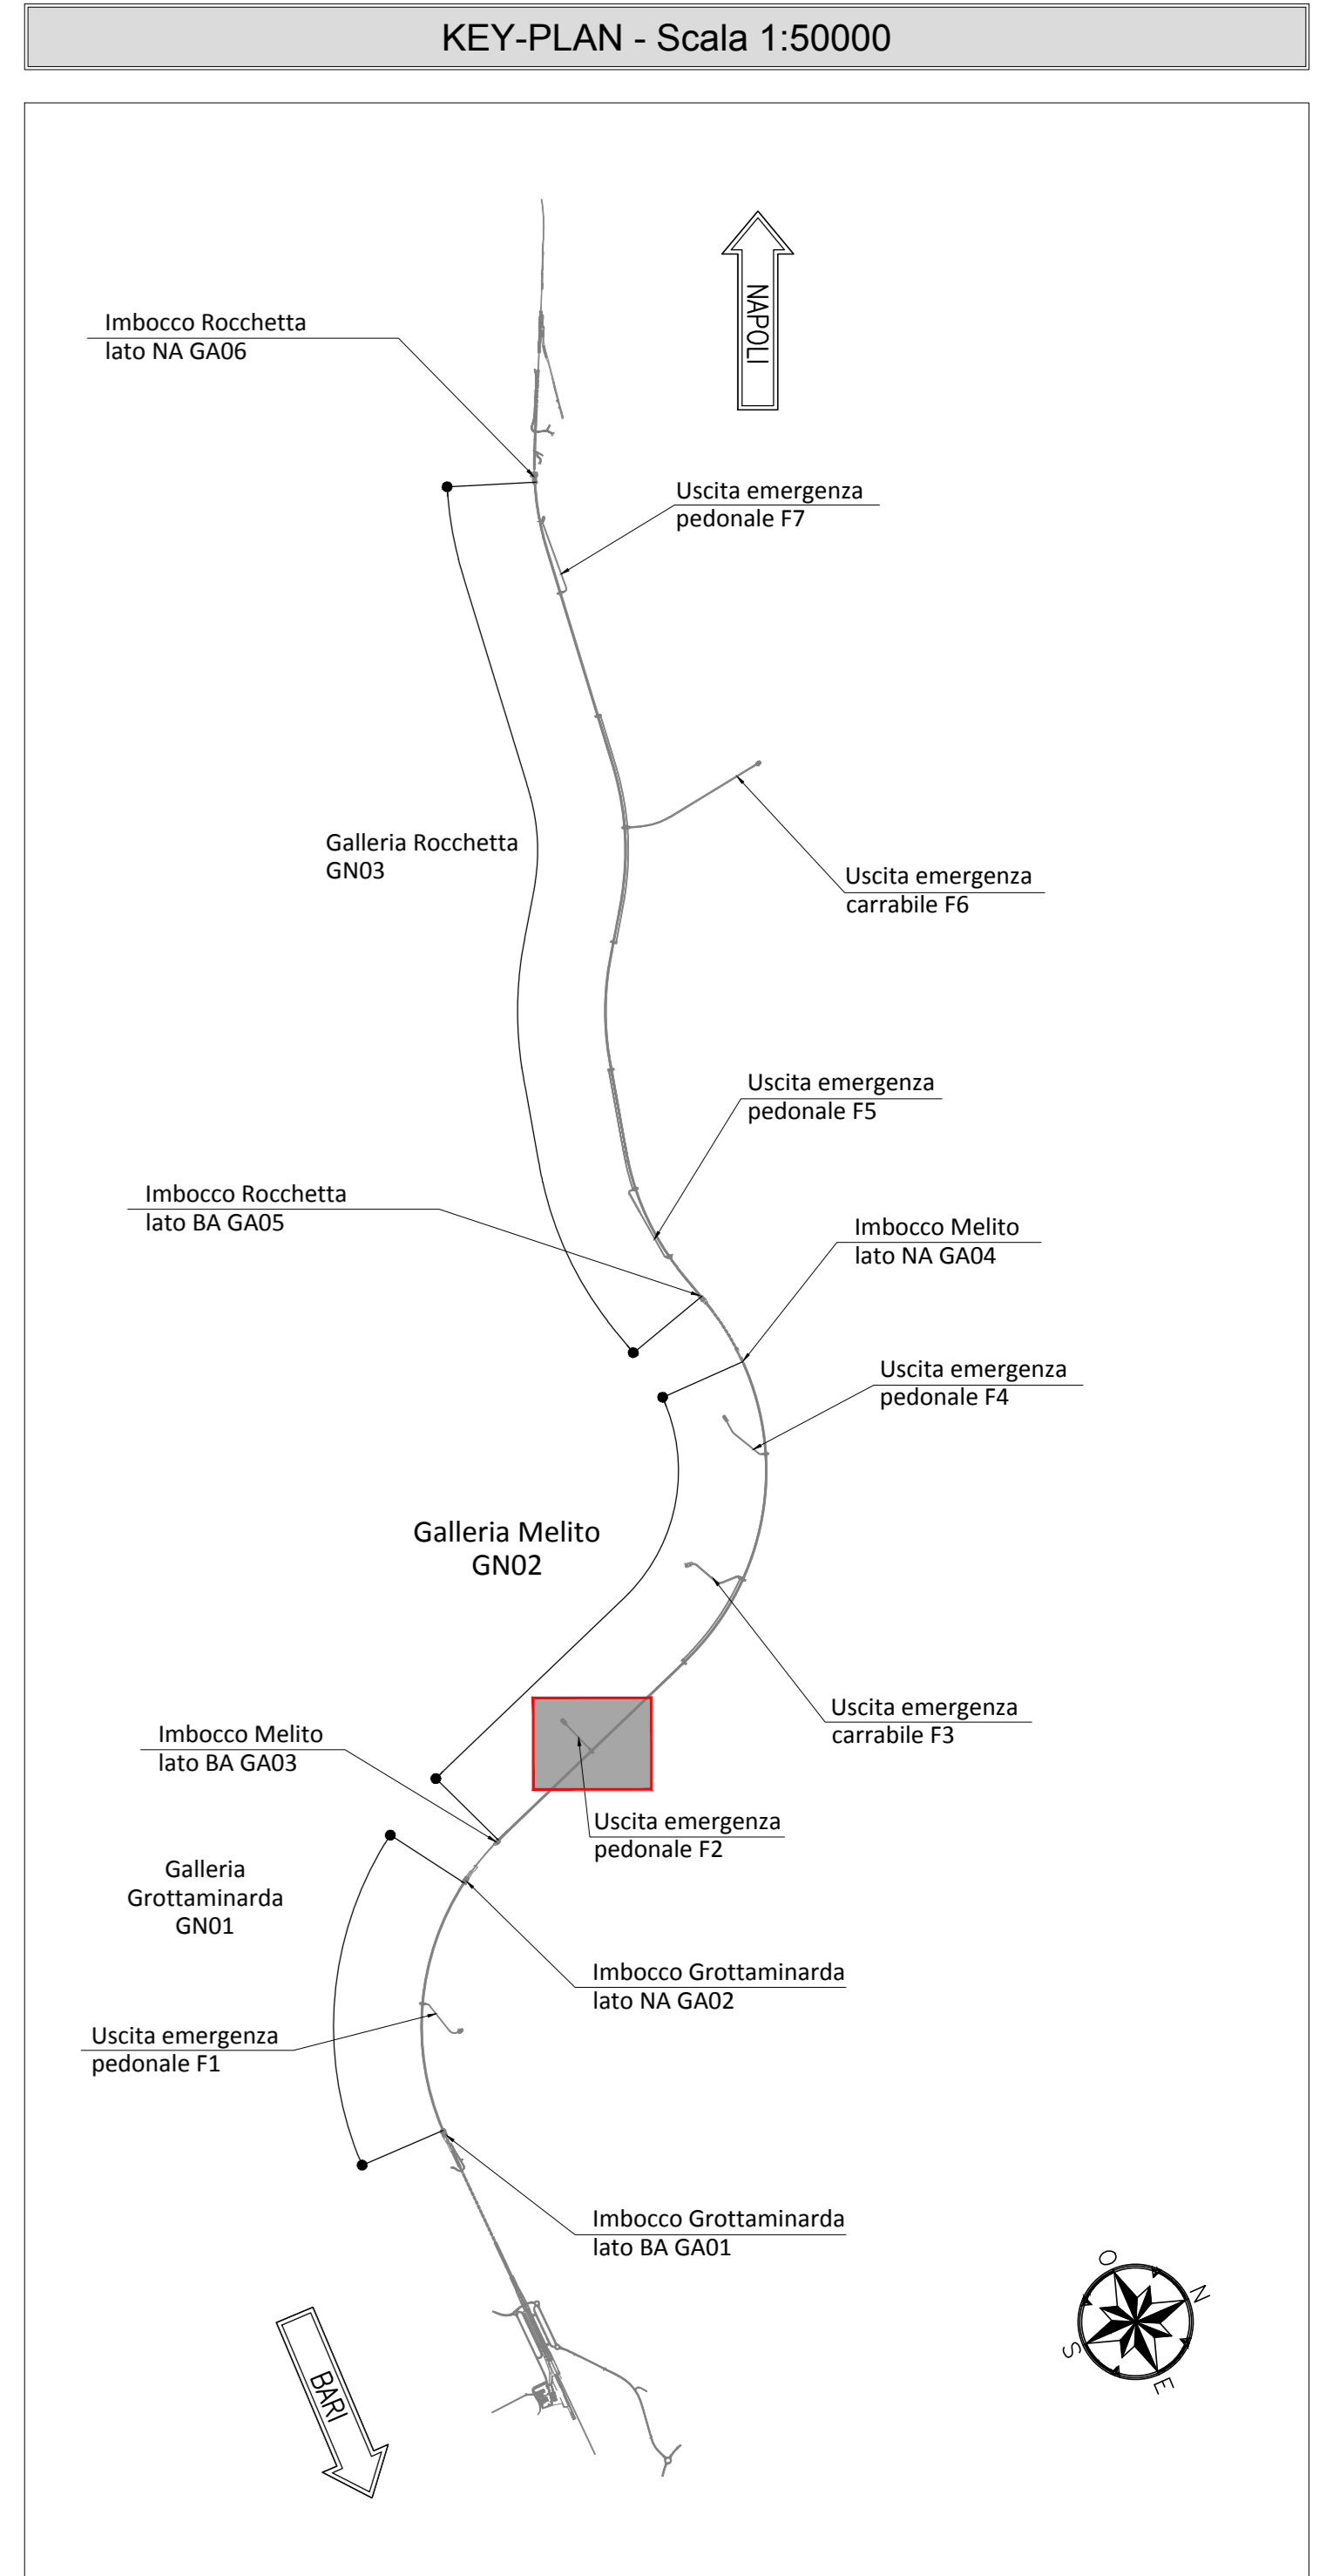 KEY-PLAN - Scala 1:50000
NAPOLI
Imbocco Rocchetta
lato NA GA06
Uscita emergenza
pedonale F7
Galleria Rocchetta
GN03
Uscita emergenza
carrabile F6
Uscita emergenza
pedonale F5
Imbocco Rocchetta
lato BA GA05
Imbocco Melito
lato NA GA04
Uscita emergenza
pedonale F4
Galleria Melito
GN02
Uscita emergenza
carrabile F3
Imbocco Melito
lato BA GA03
Uscita emergenza
pedonale F2
Galleria
Grottaminarda
GN01
Imbocco Grottaminarda
lato NA GA02
Uscita emergenza
pedonale F1
Imbocco Grottaminarda
lato BA GA01
O
N
S
E
BARI